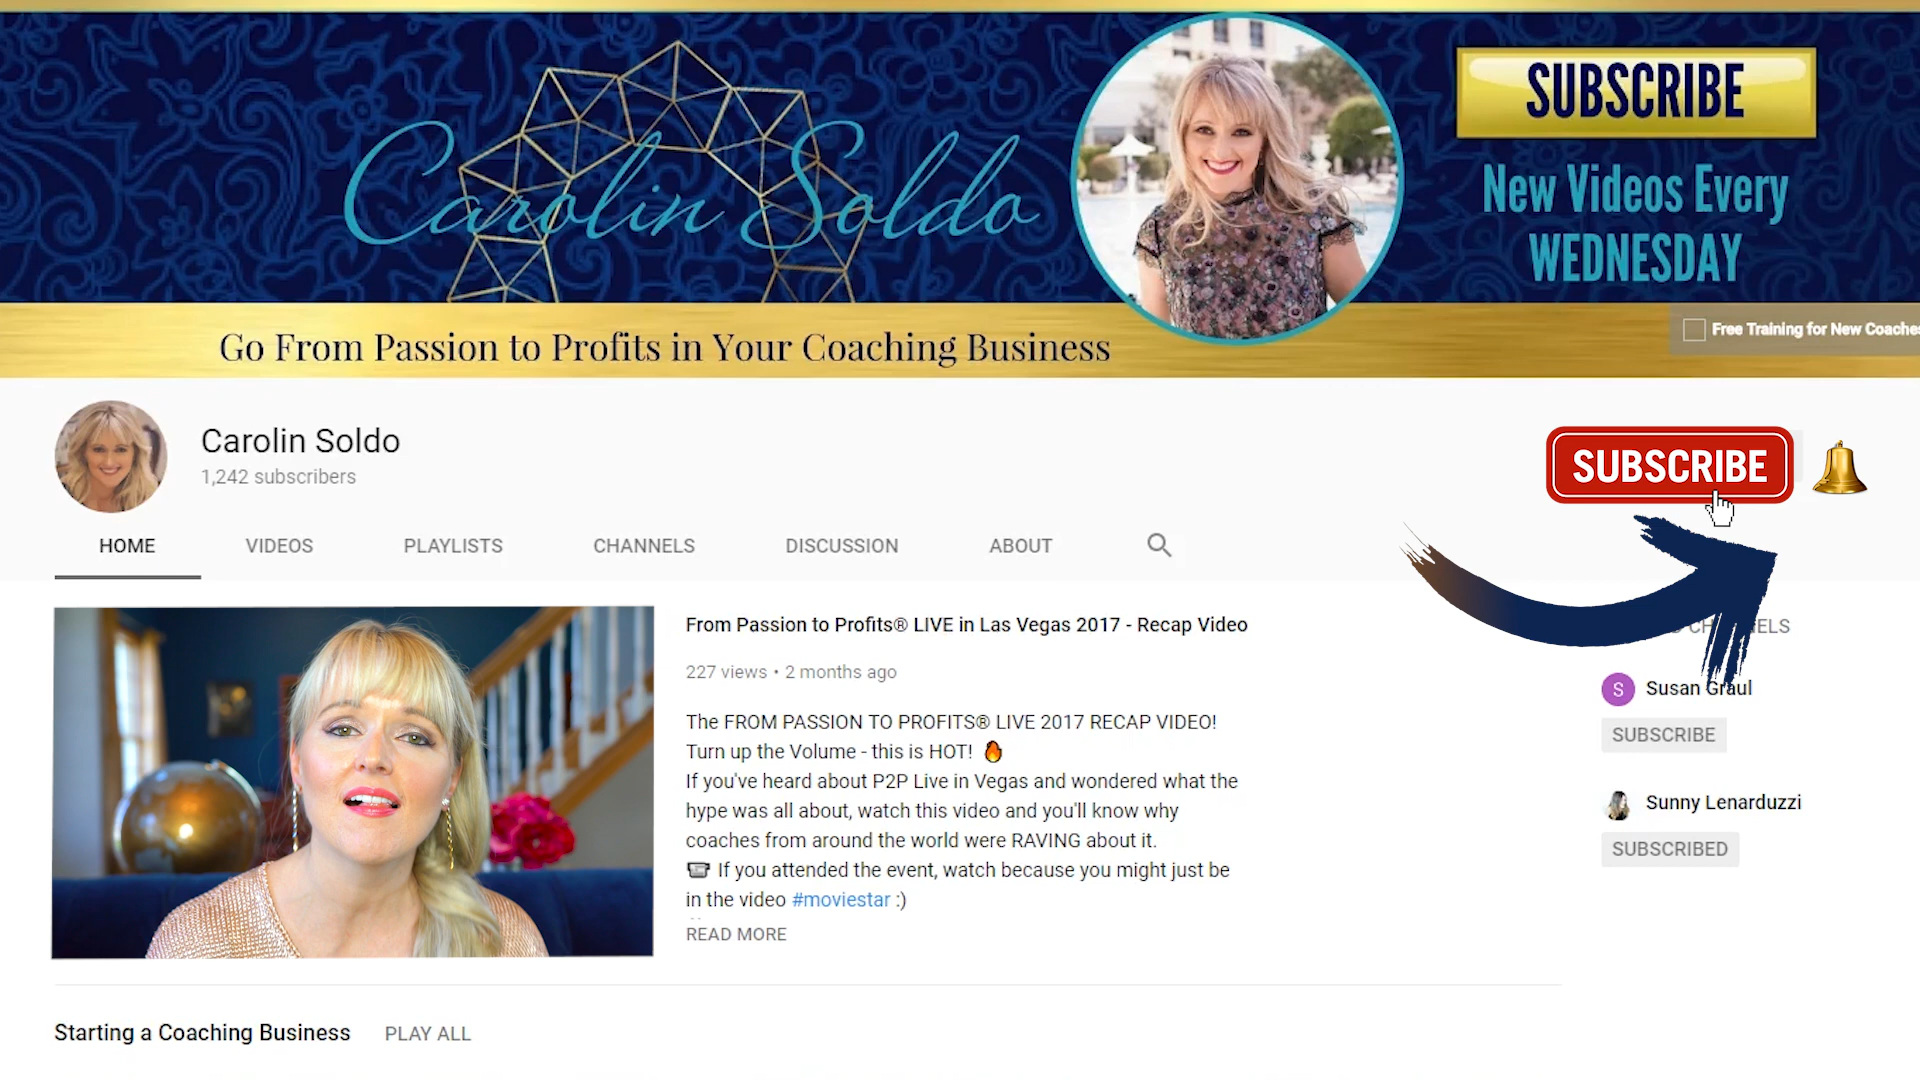 Carolin Soldo
SUBSCRIBE
New Videos Every
WEDNESDAY
Go From Passion to Profits in Your Coaching Business
Free Training for New Coaches
Carolin Soldo
1,242 subscribers
SUBSCRIBE
HOME
VIDEOS
PLAYLISTS
CHANNELS
DISCUSSION
ABOUT
From Passion to Profits® LIVE in Las Vegas 2017 - Recap Video
227 views • 2 months ago
The FROM PASSION TO PROFITS® LIVE 2017 RECAP VIDEO!
Turn up the Volume - this is HOT! 🔥
If you've heard about P2P Live in Vegas and wondered what the
hype was all about, watch this video and you'll know why
coaches from around the world were RAVING about it.
If you attended the event, watch because you might just be
in the video #moviestar :)
READ MORE
S
Susan Graul
SUBSCRIBE
Sunny Lenarduzzi
SUBSCRIBED
Starting a Coaching Business
PLAY ALL